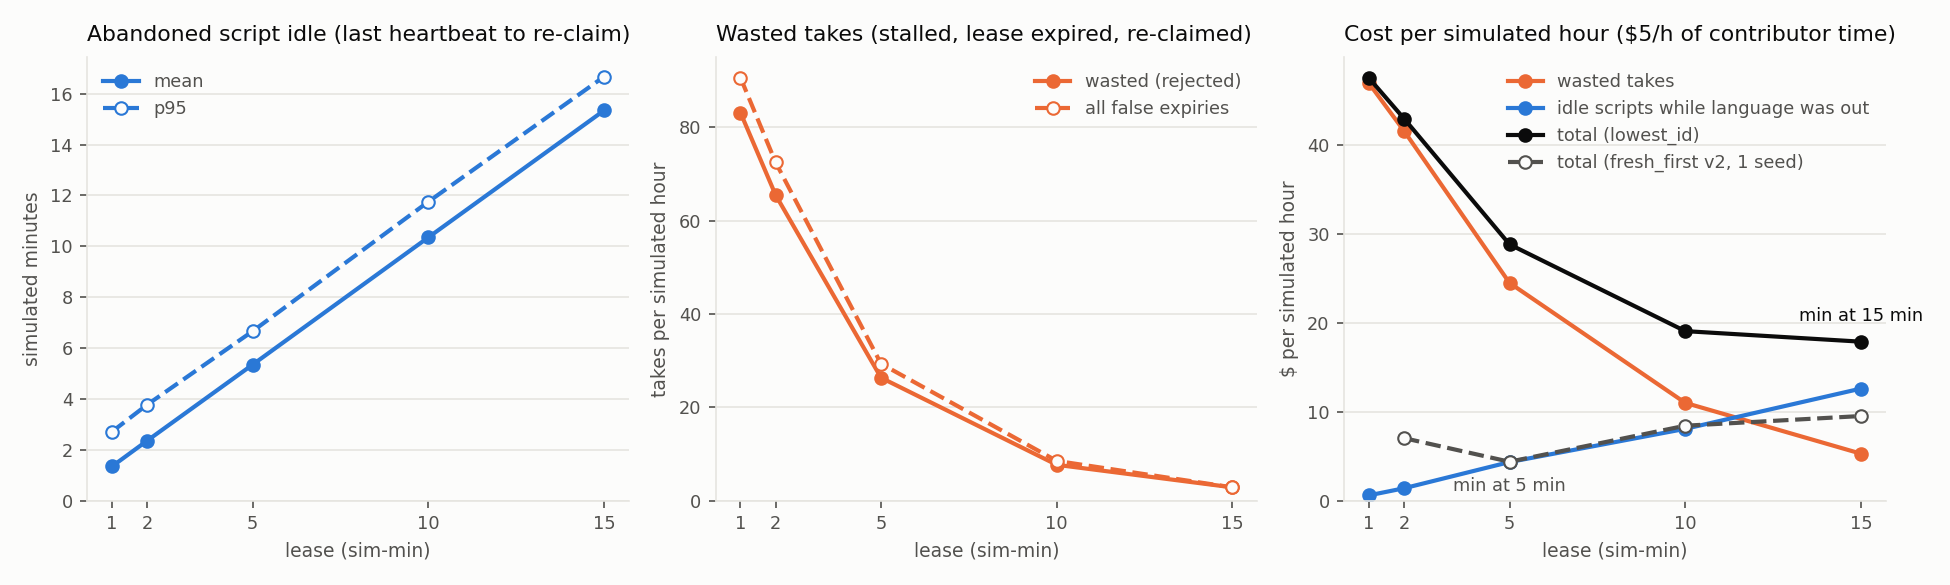 Abandoned script idle (last heartbeat to re-claim)
mean
p95
simulated minutes
16
14
12
10
8
6
4
2
0
1 2 5 10 15
lease (sim-min)
Wasted takes (stalled, lease expired, re-claimed)
wasted (rejected)
all false expiries
takes per simulated hour
80
60
40
20
0
1 2 5 10 15
lease (sim-min)
Cost per simulated hour ($5/h of contributor time)
wasted takes
idle scripts while language was out
total (lowest_id)
total (fresh_first v2, 1 seed)
$ per simulated hour
40
30
20
10
0
min at 15 min
min at 5 min
1 2 5 10 15
lease (sim-min)